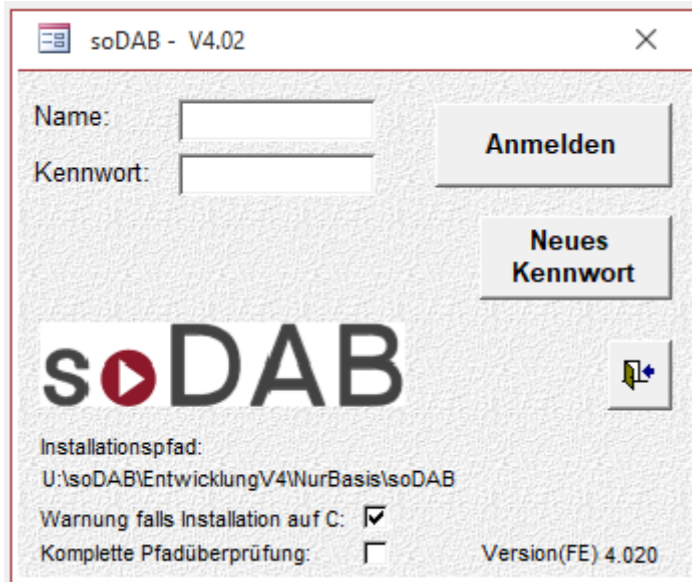 soDAB - V4.02
Name:
Anmelden
Kennwort:
Neues
Kennwort
soDAB
Installationspfad:
U:\soDAB\EntwicklungV4\NurBasis\soDAB
Warnung falls Installation auf C:
Komplette Pfadüberprüfung:
Version(FE) 4.020